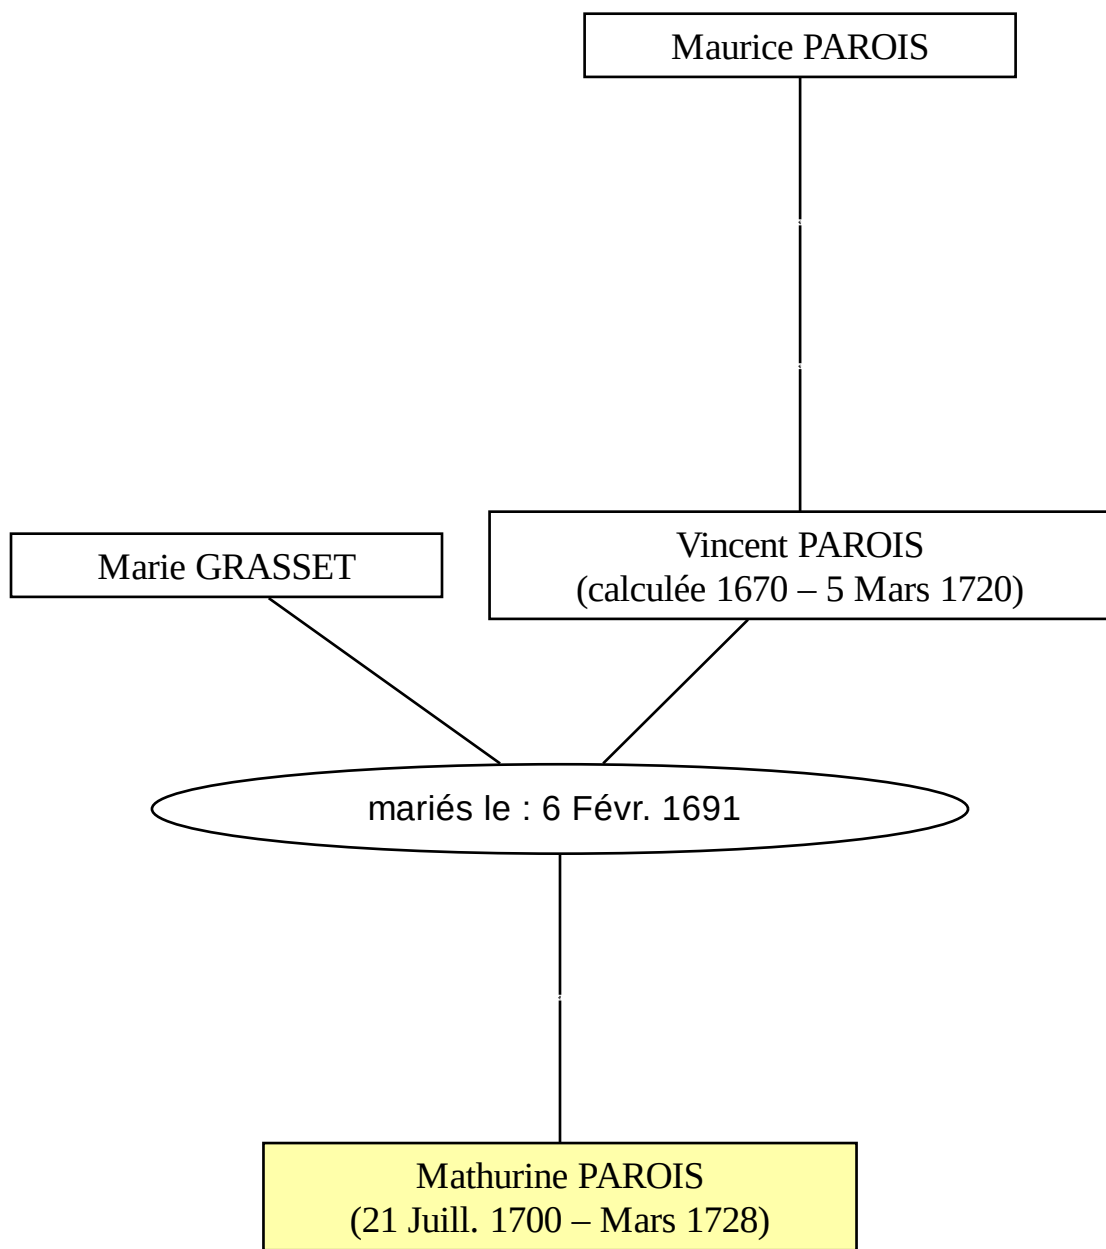 Maurice PAROIS
Marie GRASSET
Vincent PAROIS
(calculée 1670 – 5 Mars 1720)
mariés le : 6 Févr. 1691
Mathurine PAROIS
(21 Juill. 1700 – Mars 1728)